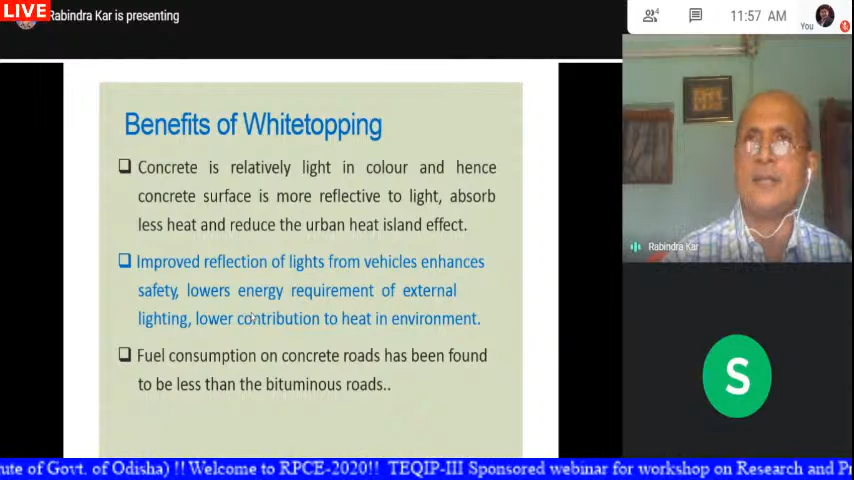 LIVE
Rabindra Kar is presenting
4
11:57 AM
You
Benefits of Whitetopping
❑ Concrete is relatively light in colour and hence
concrete surface is more reflective to light, absorb
less heat and reduce the urban heat island effect.
❑ Improved reflection of lights from vehicles enhances
safety, lowers energy requirement of external
lighting, lower contribution to heat in environment.
❑ Fuel consumption on concrete roads has been found
to be less than the bituminous roads..
Rabindra Kar
S
ute of Govt. of Odisha) !! Welcome to RPCE-2020!! TEQIP-III Sponsored webinar for workshop on Research and Pr